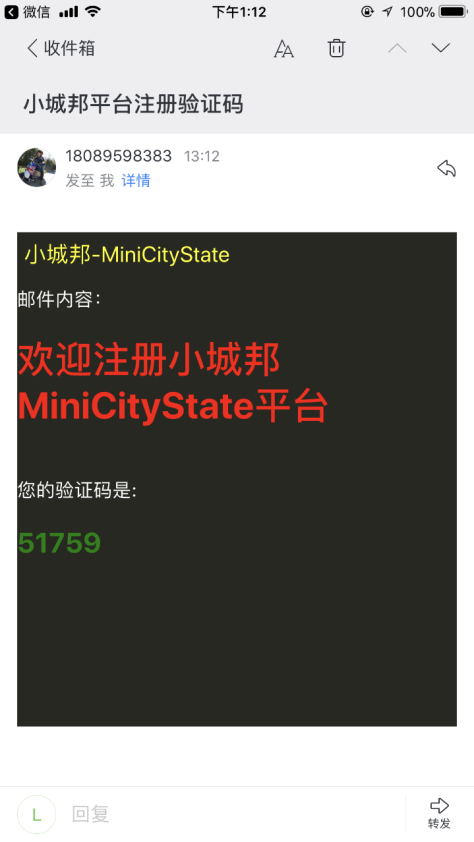 微信 下午1:12 100%
收件箱
小城邦平台注册验证码
18089598383 13:12
发至 我 详情
小城邦-MiniCityState
邮件内容:
欢迎注册小城邦
MiniCityState平台
您的验证码是:
51759
L 回复 转发